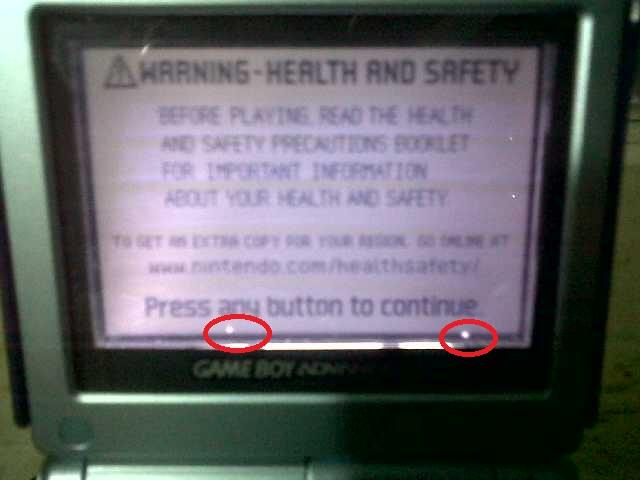 WARNING-HEALTH AND SAFETY
BEFORE PLAYING, READ THE HEALTH
AND SAFETY PRECAUTIONS BOOKLET
FOR IMPORTANT INFORMATION
ABOUT YOUR HEALTH AND SAFETY.
TO GET AN EXTRA COPY FOR YOUR REGION, GO ONLINE AT
www.nintendo.com/healthsafety/
Press any button to continue.
GAME BOY ADVANCE